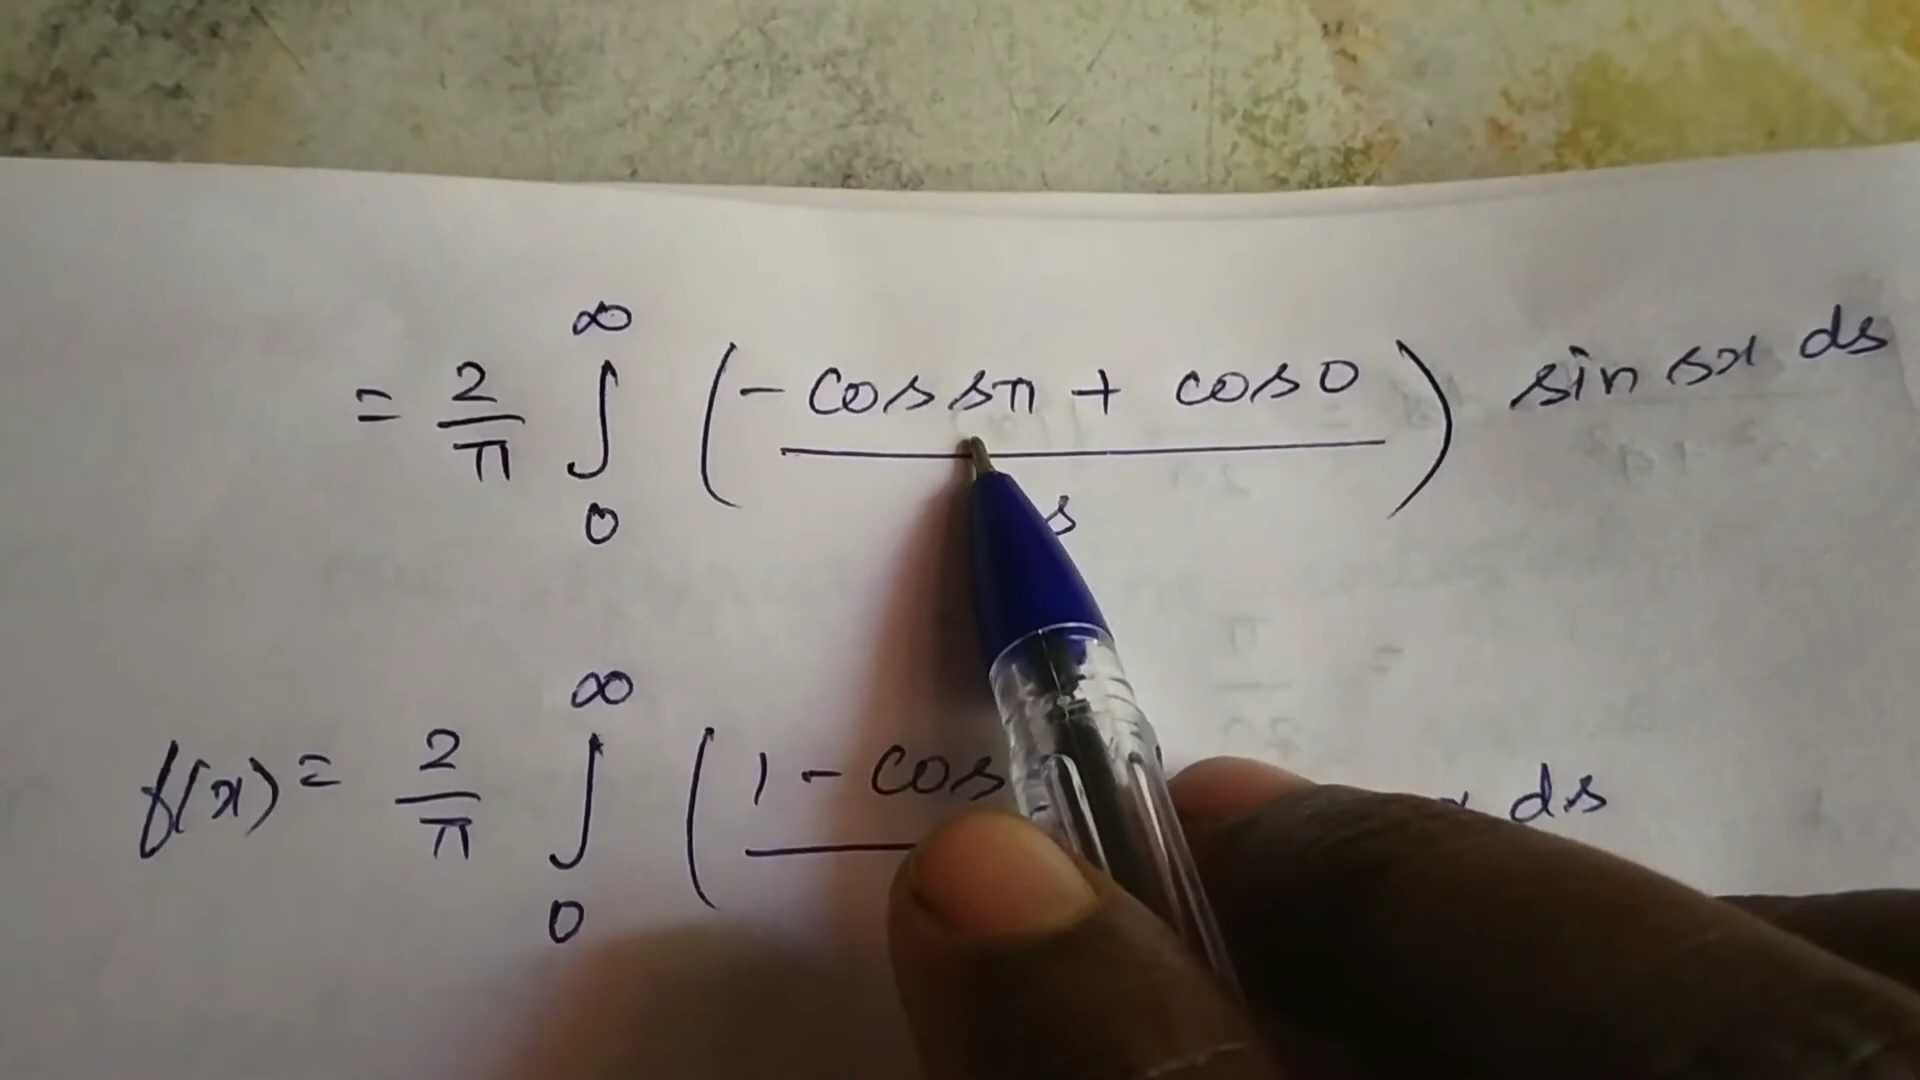 = 2/π ∫₀^∞ ( (- cos sπ + cos 0) / s ) sin sx ds
f(x) = 2/π ∫₀^∞ ( 1 - cos ds